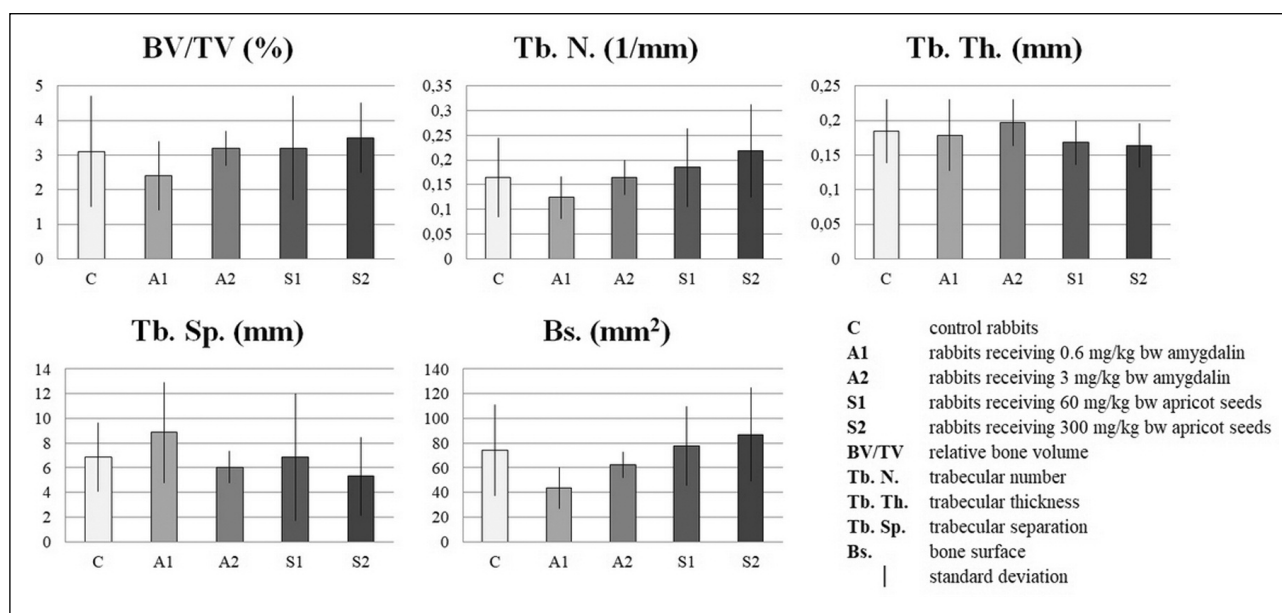 BV/TV (%)
5
4
3
2
1
0
C A1 A2 S1 S2
Tb. N. (1/mm)
0,35
0,3
0,25
0,2
0,15
0,1
0,05
0
C A1 A2 S1 S2
Tb. Th. (mm)
0,25
0,2
0,15
0,1
0,05
0
C A1 A2 S1 S2
Tb. Sp. (mm)
14
12
10
8
6
4
2
0
C A1 A2 S1 S2
Bs. (mm²)
140
120
100
80
60
40
20
0
C A1 A2 S1 S2
C control rabbits
A1 rabbits receiving 0.6 mg/kg bw amygdalin
A2 rabbits receiving 3 mg/kg bw amygdalin
S1 rabbits receiving 60 mg/kg bw apricot seeds
S2 rabbits receiving 300 mg/kg bw apricot seeds
BV/TV relative bone volume
Tb. N. trabecular number
Tb. Th. trabecular thickness
Tb. Sp. trabecular separation
Bs. bone surface
| standard deviation